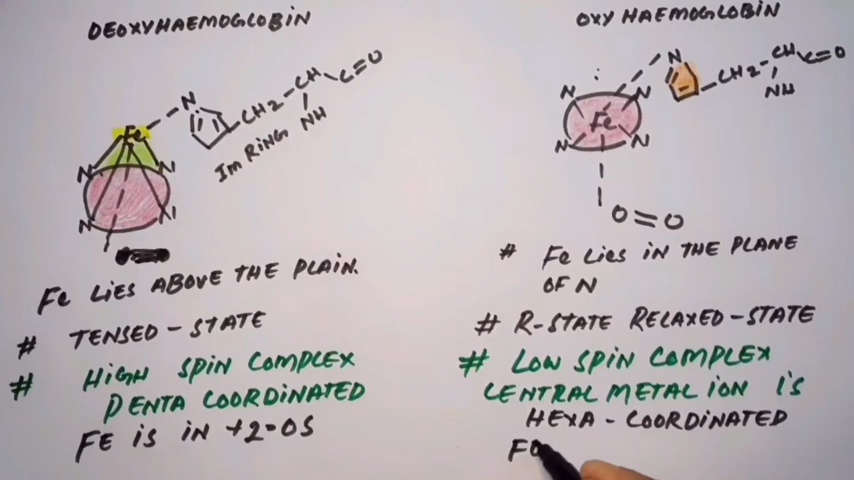 DEOXYHAEMOGLOBIN
Fe
N
CH2
CH
C=O
NH
Im RiNG
N
N
N
N
Fe LiES ABOVE THE PLAiN.
# TENSED-STATE
# HiGH SPiN COMPLEX
PENTA COORDiNATED
FE iS iN +2-OS
OXY HAEMOGLOBiN
N
CH2
CH
C=O
NH
N
N
Fe
N
N
O=O
# Fe LiES iN THE PLANE
OF N
# R-STATE RELAXED-STATE
# LOW SPiN COMPLEX
CENTRAL METAL iON iS
HEXA-COORDiNATED